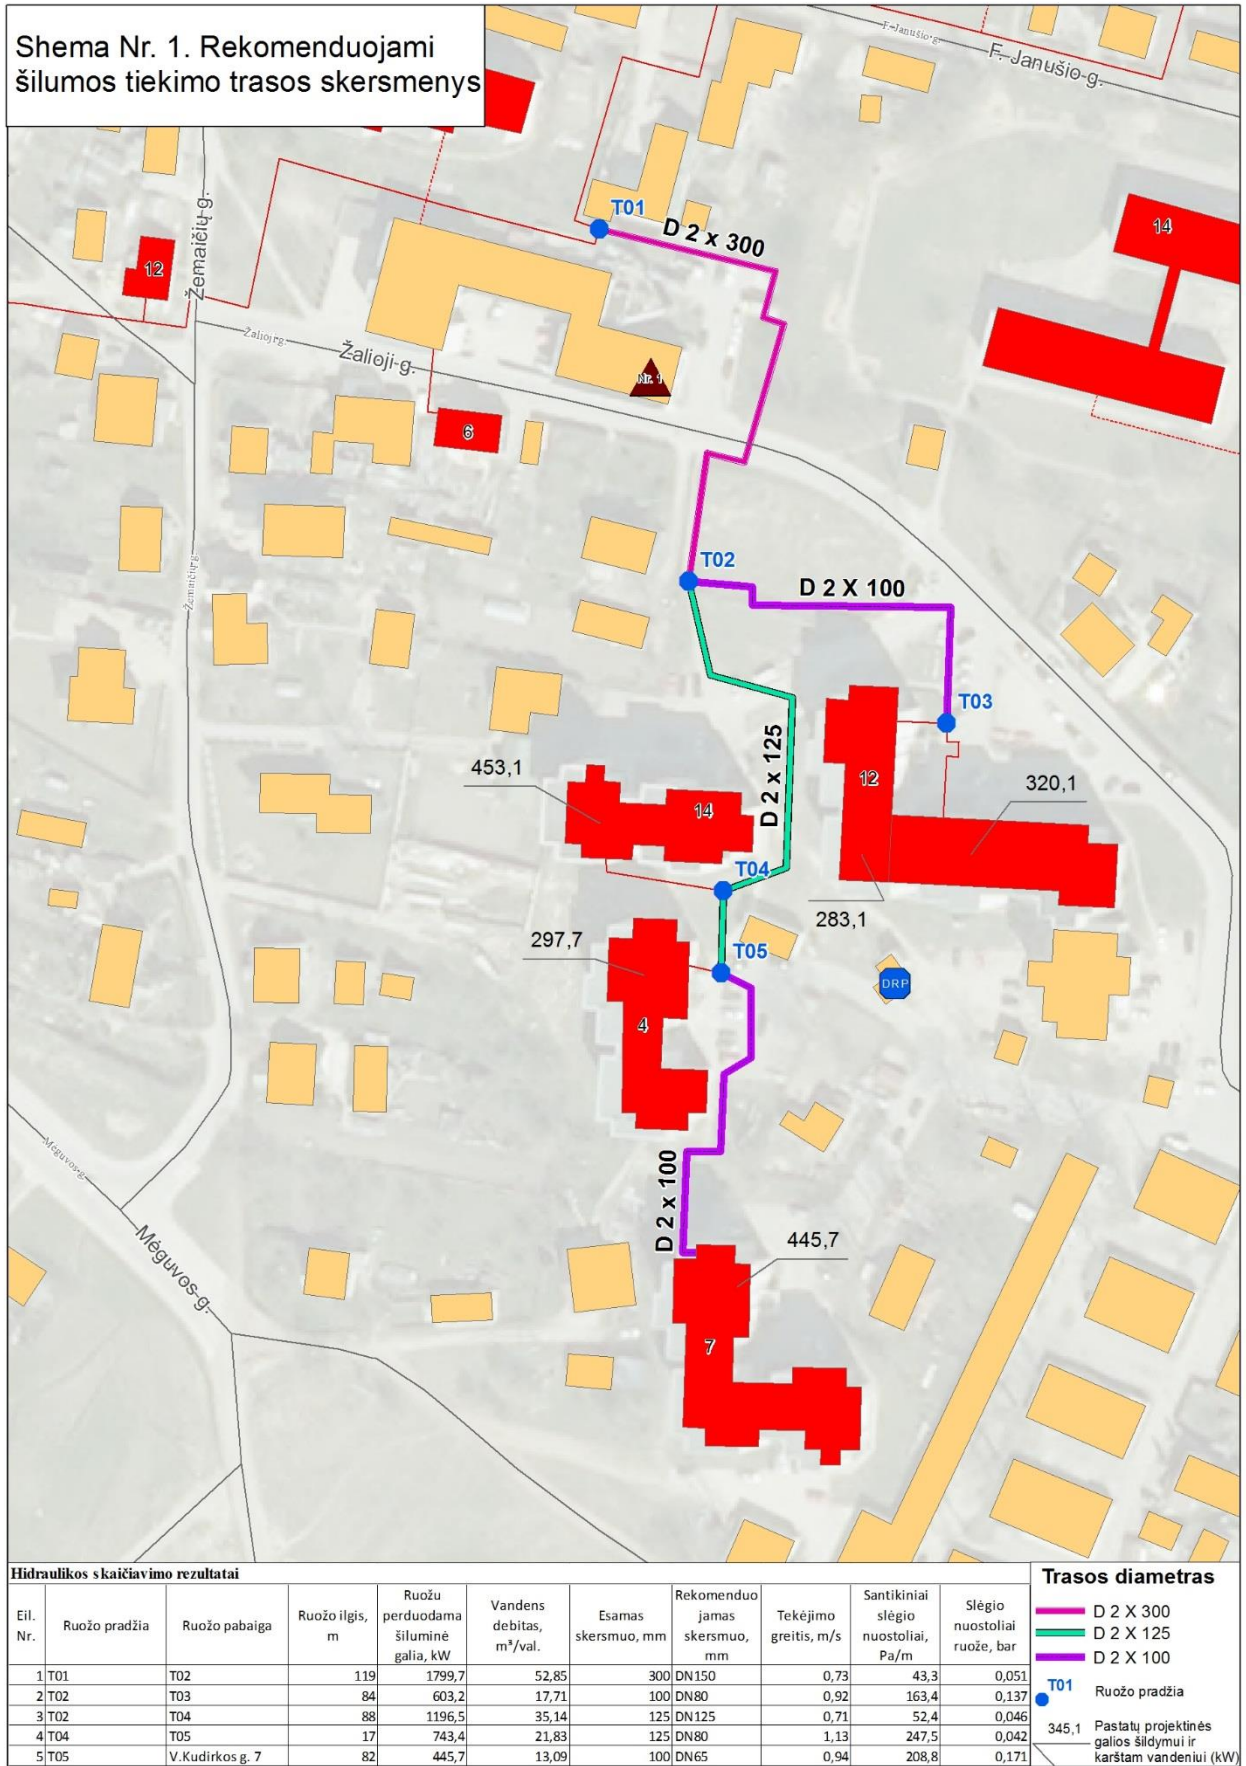 Shema Nr. 1. Rekomenduojami
šilumos tiekimo trasos skersmenys
F. Janušio g.
F. Janušio g.
T01
D 2 x 300
14
12
Žemaičių g.
Žalioji g.
Žalioji g.
Nr. 1
6
Žemaičių g.
T02
D 2 X 100
T03
D 2 x 125
453,1
14
12
320,1
T04
283,1
297,7
T05
DRP
4
Mėguvos g.
D 2 x 100
Mėguvos g.
445,7
7
Hidraulikos skaičiavimo rezultatai
Eil. Nr. Ruožo pradžia Ruožo pabaiga Ruožo ilgis, m Ruožu perduodama šiluminė galia, kW Vandens debitas, m³/val. Esamas skersmuo, mm Rekomenduo jamas skersmuo, mm Tekėjimo greitis, m/s Santikiniai slėgio nuostoliai, Pa/m Slėgio nuostoliai ruože, bar
1 T01 T02 119 1799,7 52,85 300 DN150 0,73 43,3 0,051
2 T02 T03 84 603,2 17,71 100 DN80 0,92 163,4 0,137
3 T02 T04 88 1196,5 35,14 125 DN125 0,71 52,4 0,046
4 T04 T05 17 743,4 21,83 125 DN80 1,13 247,5 0,042
5 T05 V.Kudirkos g. 7 82 445,7 13,09 100 DN65 0,94 208,8 0,171
Trasos diametras
D 2 X 300
D 2 X 125
D 2 X 100
T01 Ruožo pradžia
345,1 Pastatų projektinės
galios šildymui ir
karštam vandeniui (kW)